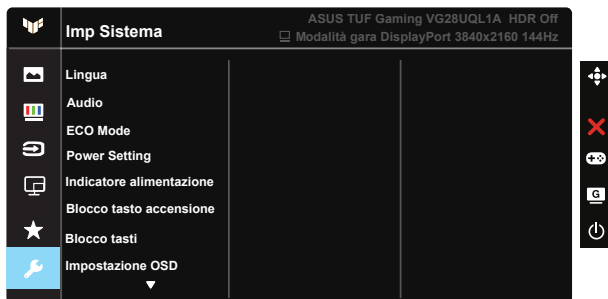 Imp Sistema
ASUS TUF Gaming VG28UQL1A HDR Off
Modalità gara DisplayPort 3840x2160 144Hz
Lingua
Audio
ECO Mode
Power Setting
Indicatore alimentazione
Blocco tasto accensione
Blocco tasti
Impostazione OSD
G